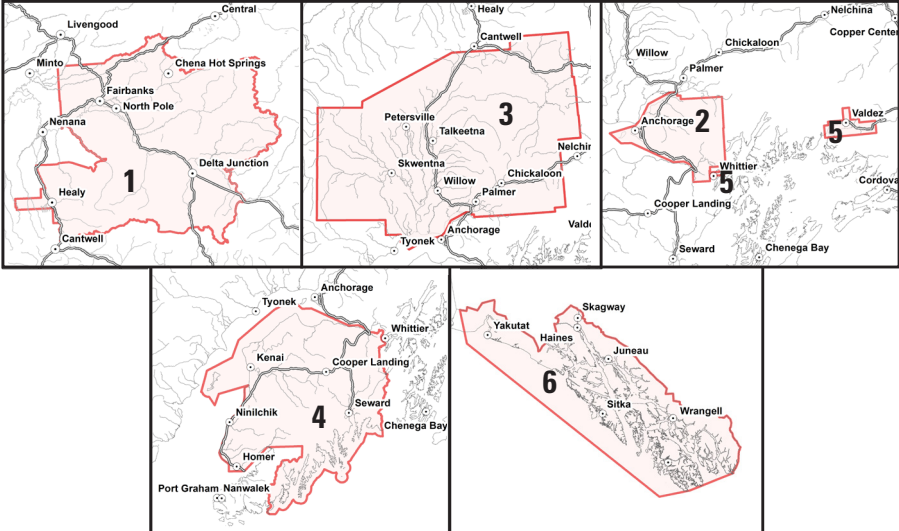 Central
Livengood
Minto
Chena Hot Springs
Fairbanks
North Pole
Nenana
Delta Junction
1
Healy
Cantwell
Healy
Cantwell
3
Petersville
Talkeetna
Nelchin
Skwentna
Chickaloon
Willow
Palmer
Valde
Anchorage
Tyonek
Nelchina
Copper Center
Chickaloon
Willow
Palmer
Valdez
2
Anchorage
5
Whittier
5
Cordova
Cooper Landing
Seward
Chenega Bay
Anchorage
Tyonek
Whittier
Kenai
Cooper Landing
Seward
Ninilchik
4
Chenega Bay
Homer
Port Graham
Nanwalek
Skagway
Yakutat
Haines
Juneau
6
Sitka
Wrangell